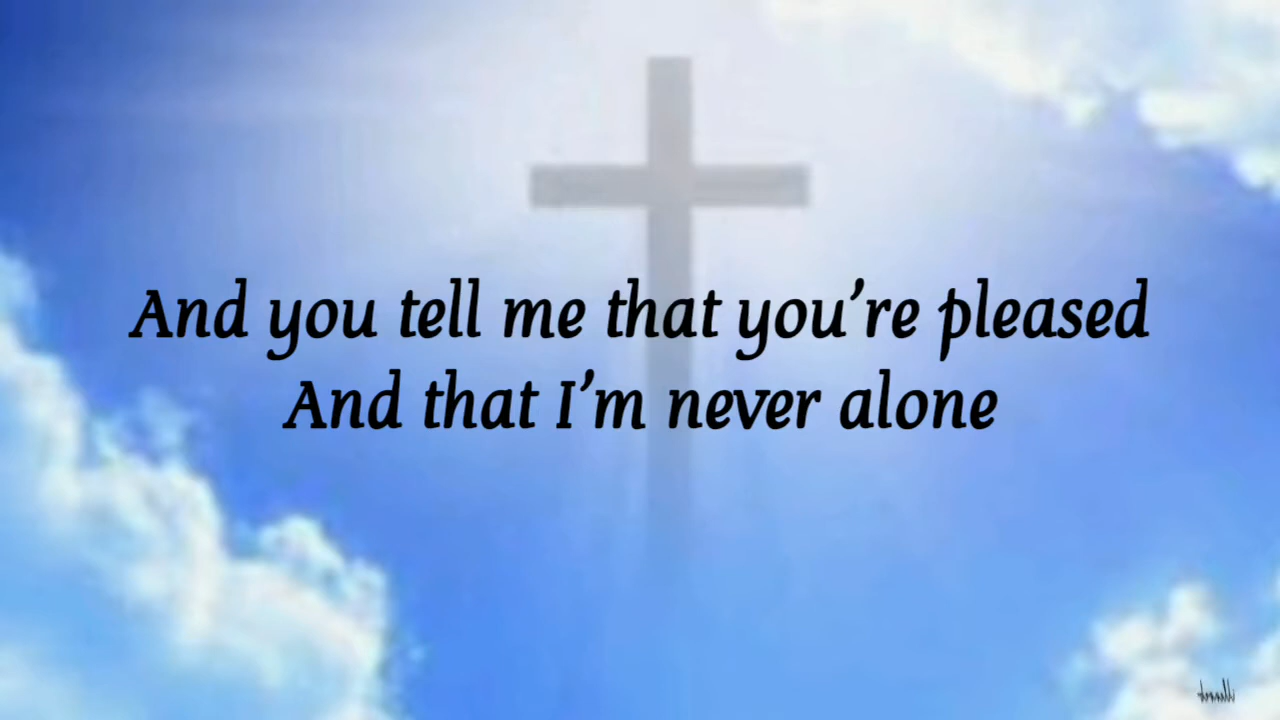 And you tell me that you’re pleased
And that I’m never alone